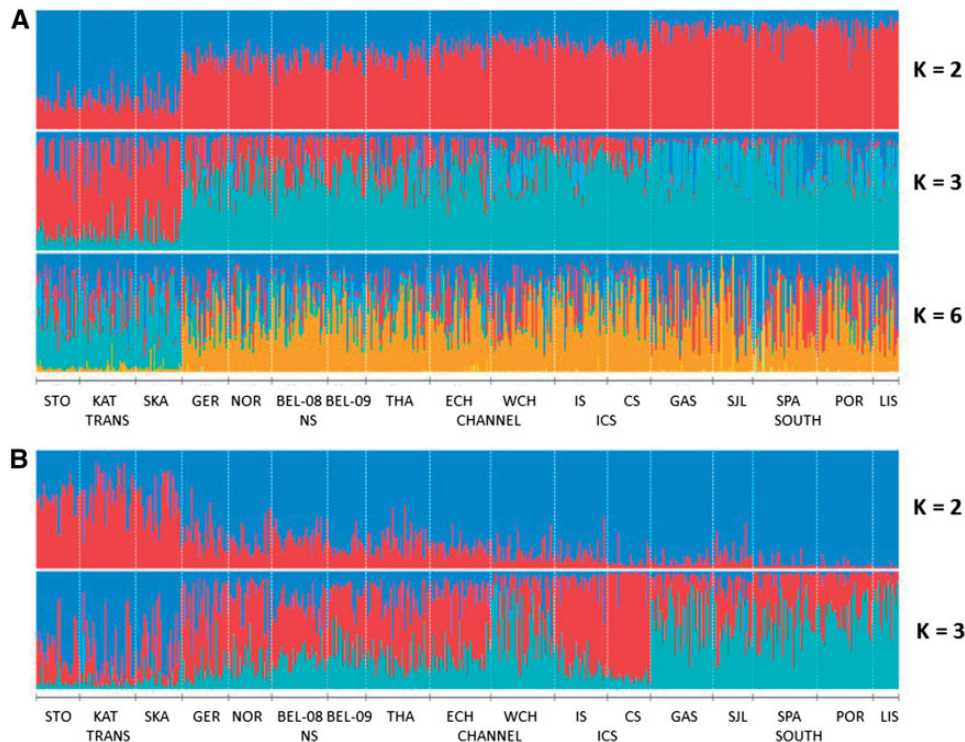 A
K = 2
K = 3
K = 6
STO KAT SKA GER NOR BEL-08 BEL-09 THA ECH WCH IS CS GAS SJL SPA POR LIS
TRANS NS CHANNEL ICS SOUTH
B
K = 2
K = 3
STO KAT SKA GER NOR BEL-08 BEL-09 THA ECH WCH IS CS GAS SJL SPA POR LIS
TRANS NS CHANNEL ICS SOUTH